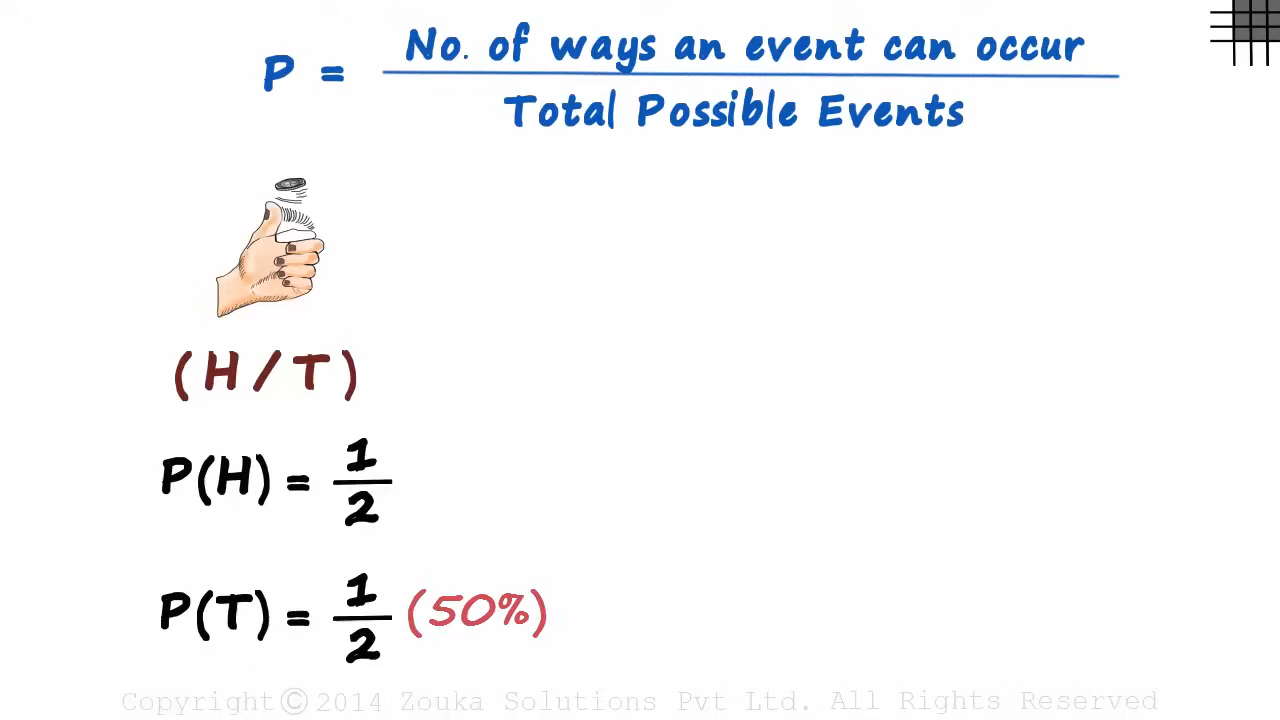 P = No. of ways an event can occur
Total Possible Events
(H/T)
P(H) = 1
2
P(T) = 1 (50%)
2
Copyright© 2014 Zouka Solutions Pvt Ltd. All Rights Reserved